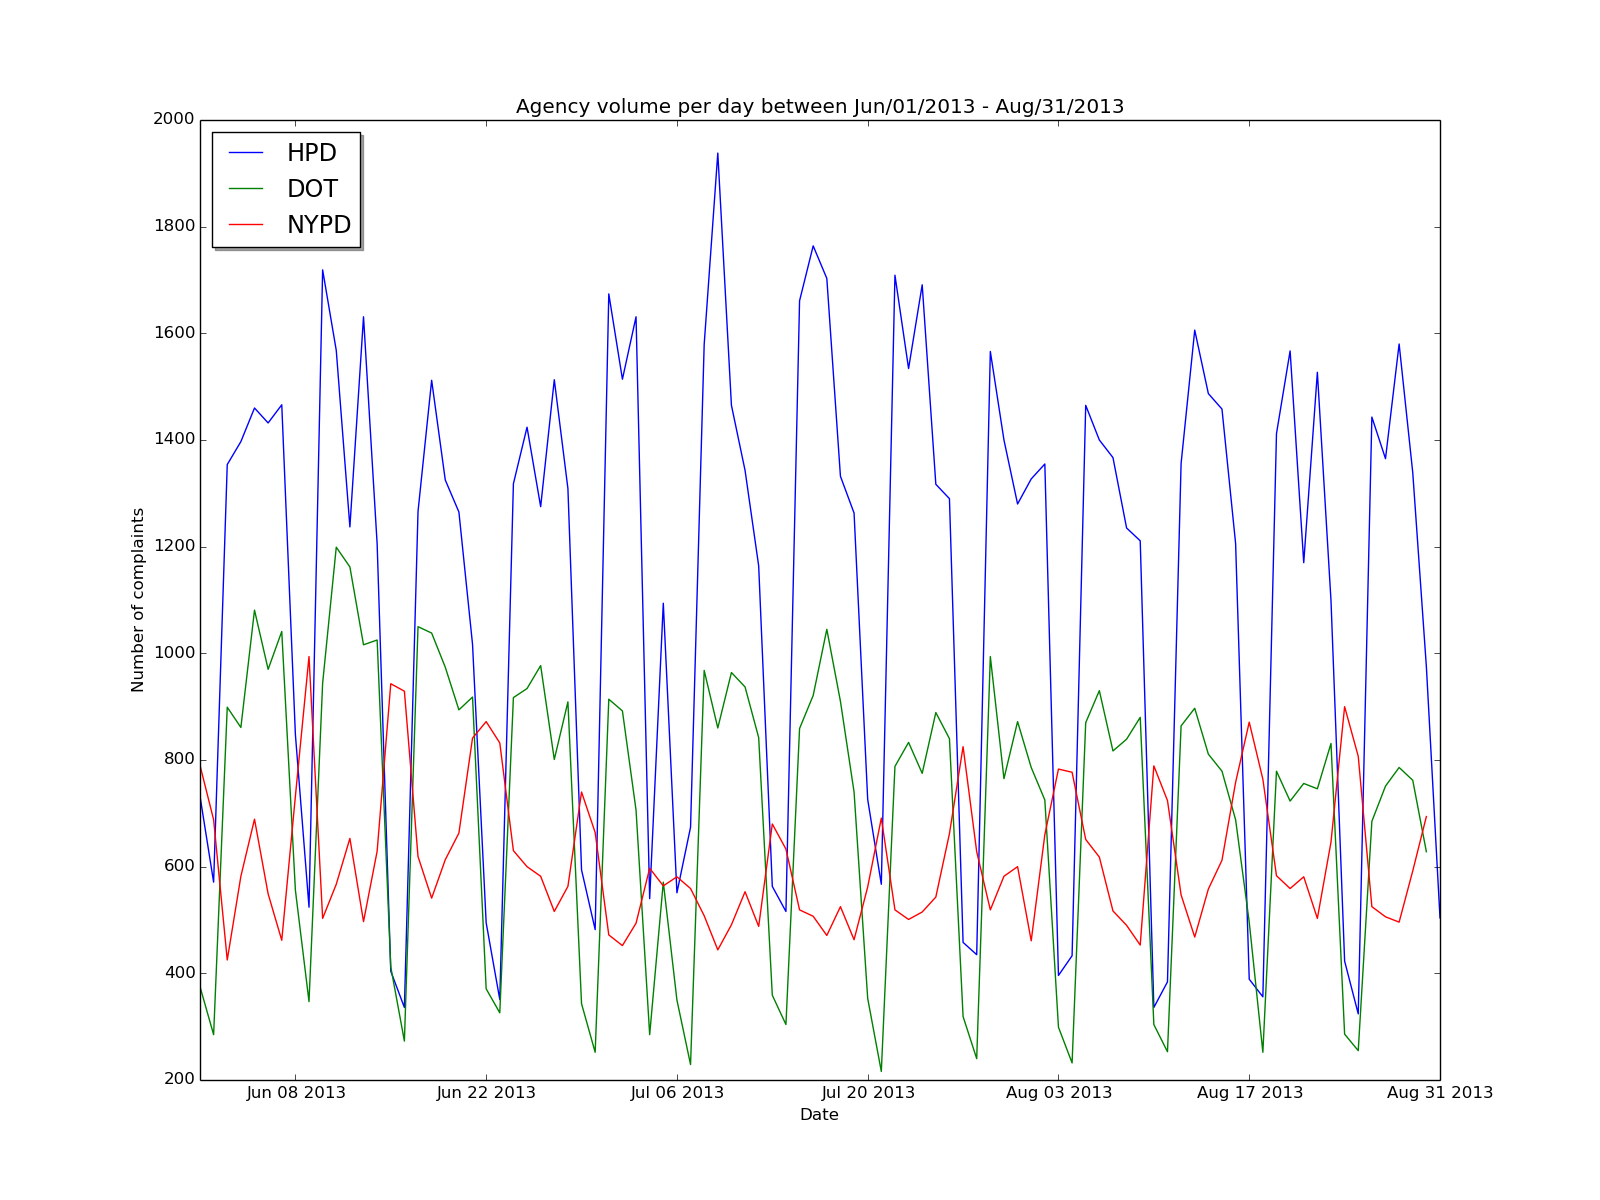 Agency volume per day between Jun/01/2013 - Aug/31/2013
2000
1800
1600
1400
1200
1000
800
600
400
200
Number of complaints
HPD
DOT
NYPD
Jun 08 2013 Jun 22 2013 Jul 06 2013 Jul 20 2013 Aug 03 2013 Aug 17 2013 Aug 31 2013
Date